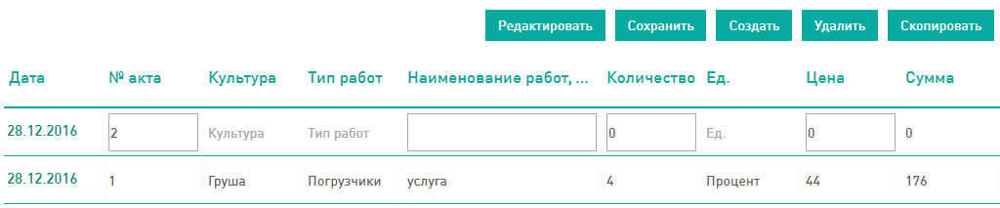 Редактировать Сохранить Создать Удалить Скопировать
Дата № акта Культура Тип работ Наименование работ, ... Количество Ед. Цена Сумма
28.12.2016 2 Культура Тип работ 0 Ед. 0 0
28.12.2016 1 Груша Погрузчики услуга 4 Процент 44 176